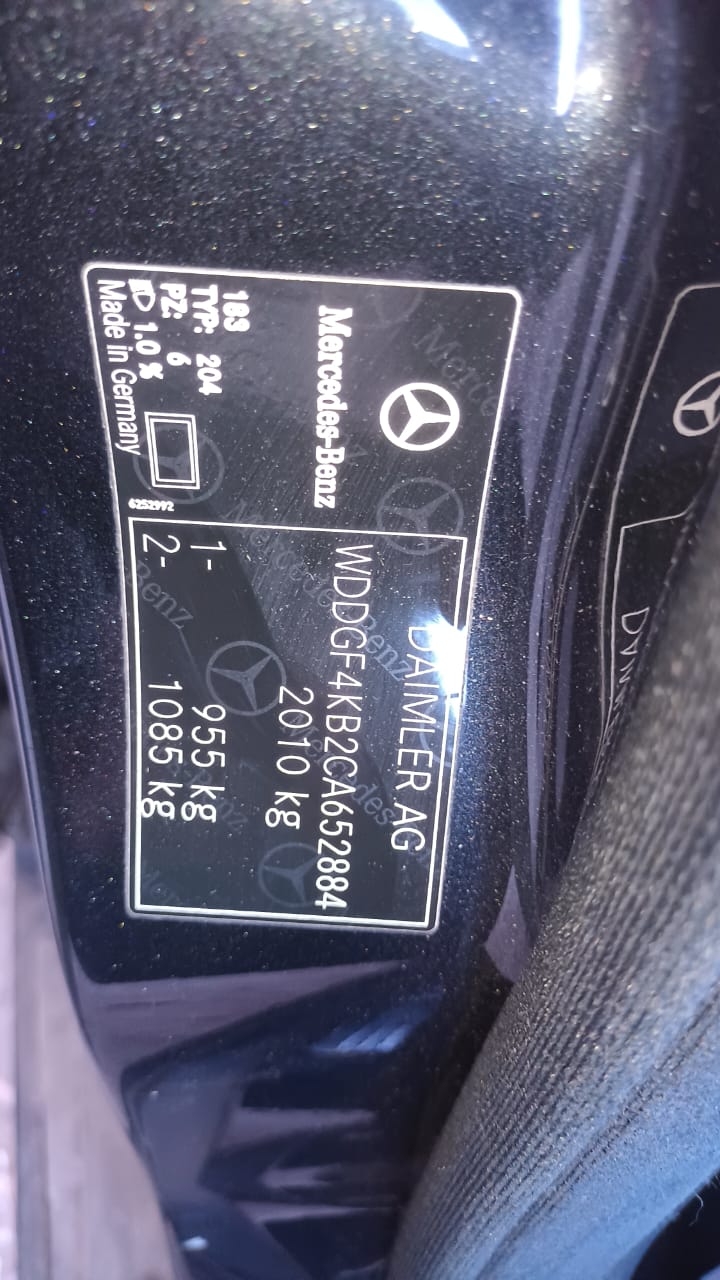 Mercedes-Benz
183
TYP: 204
PZ: 6
1.0 %
Made in Germany
6252992
DAIMLER AG
WDDGF4KB2CA652884
2010 kg
1- 955 kg
2- 1085 kg